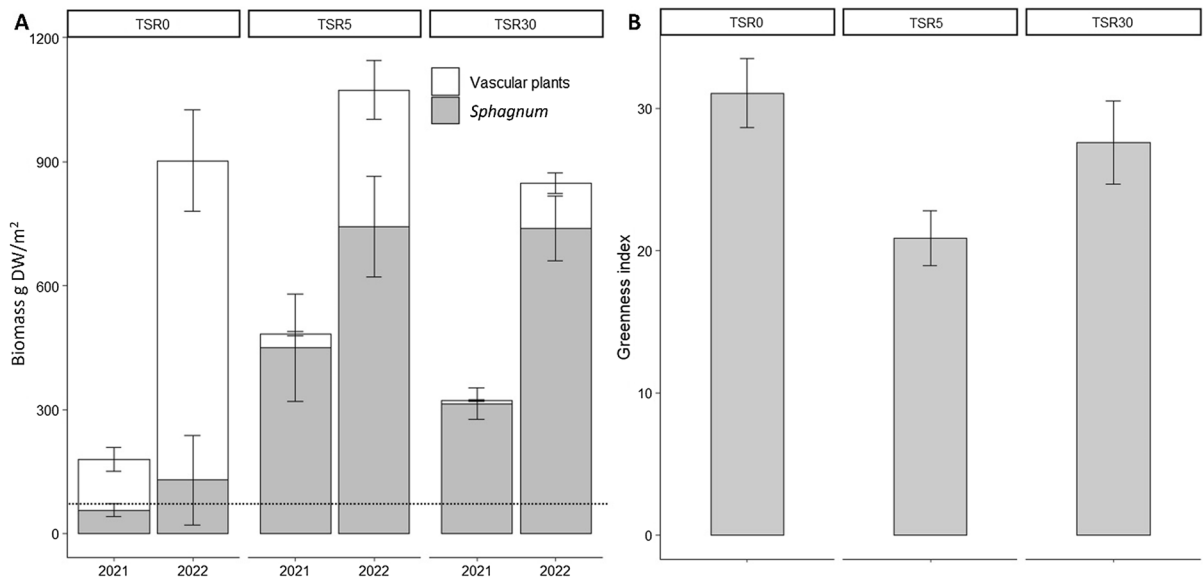 A
TSR0
TSR5
TSR30
Biomass g DW/m²
1200
900
600
300
0
Vascular plants
Sphagnum
2021
2022
2021
2022
2021
2022
B
TSR0
TSR5
TSR30
Greenness index
30
20
10
0